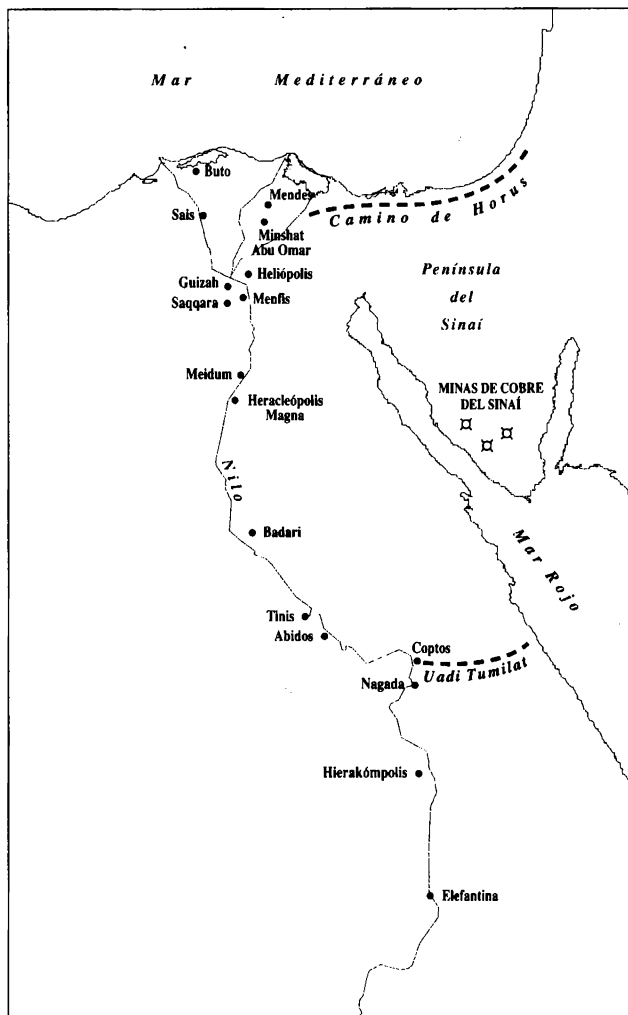 Mar Mediterráneo
Buto
Mendes
Sais
Camino de Horus
Minshat
Abu Omar
Heliópolis
Península
del
Sinaí
Guizah
Saqqara
Menfis
Meidum
MINAS DE COBRE
DEL SINAÍ
Heracleópolis
Magna
Nilo
Badari
Mar Rojo
Tinis
Abidos
Coptos
Uadi Tumilat
Nagada
Hierakómpolis
Elefantina